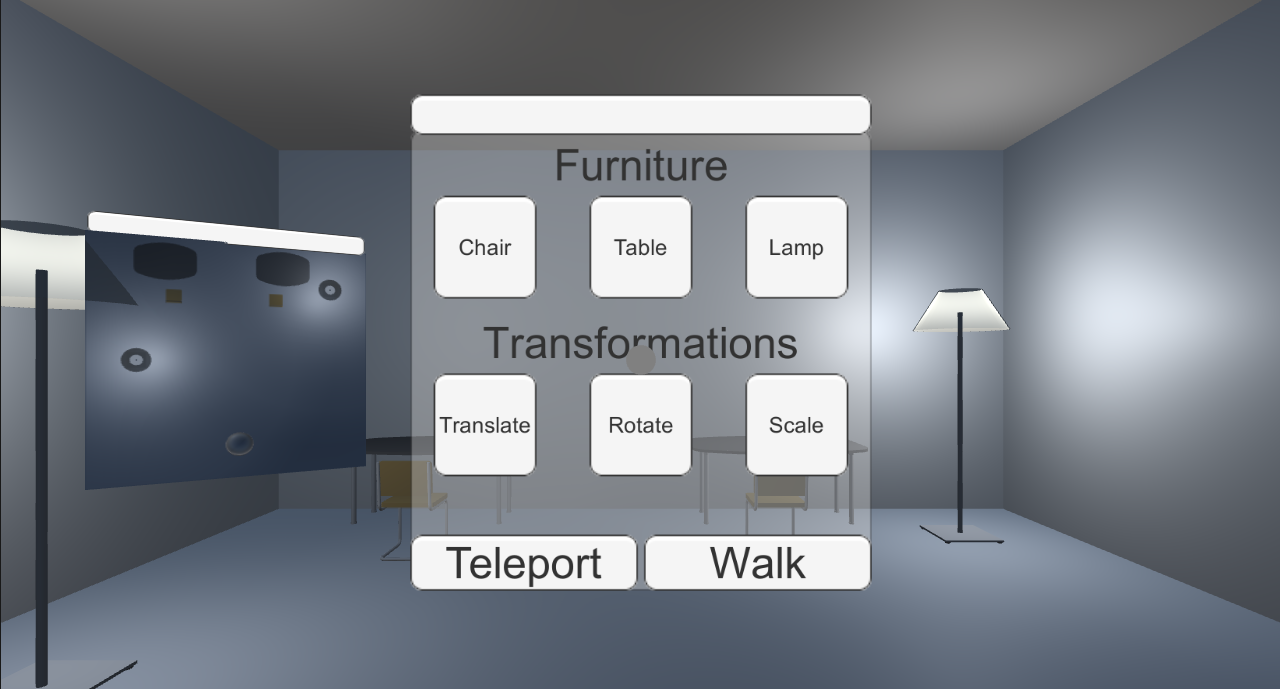 Furniture
Chair Table Lamp
Transformations
Translate Rotate Scale
Teleport Walk